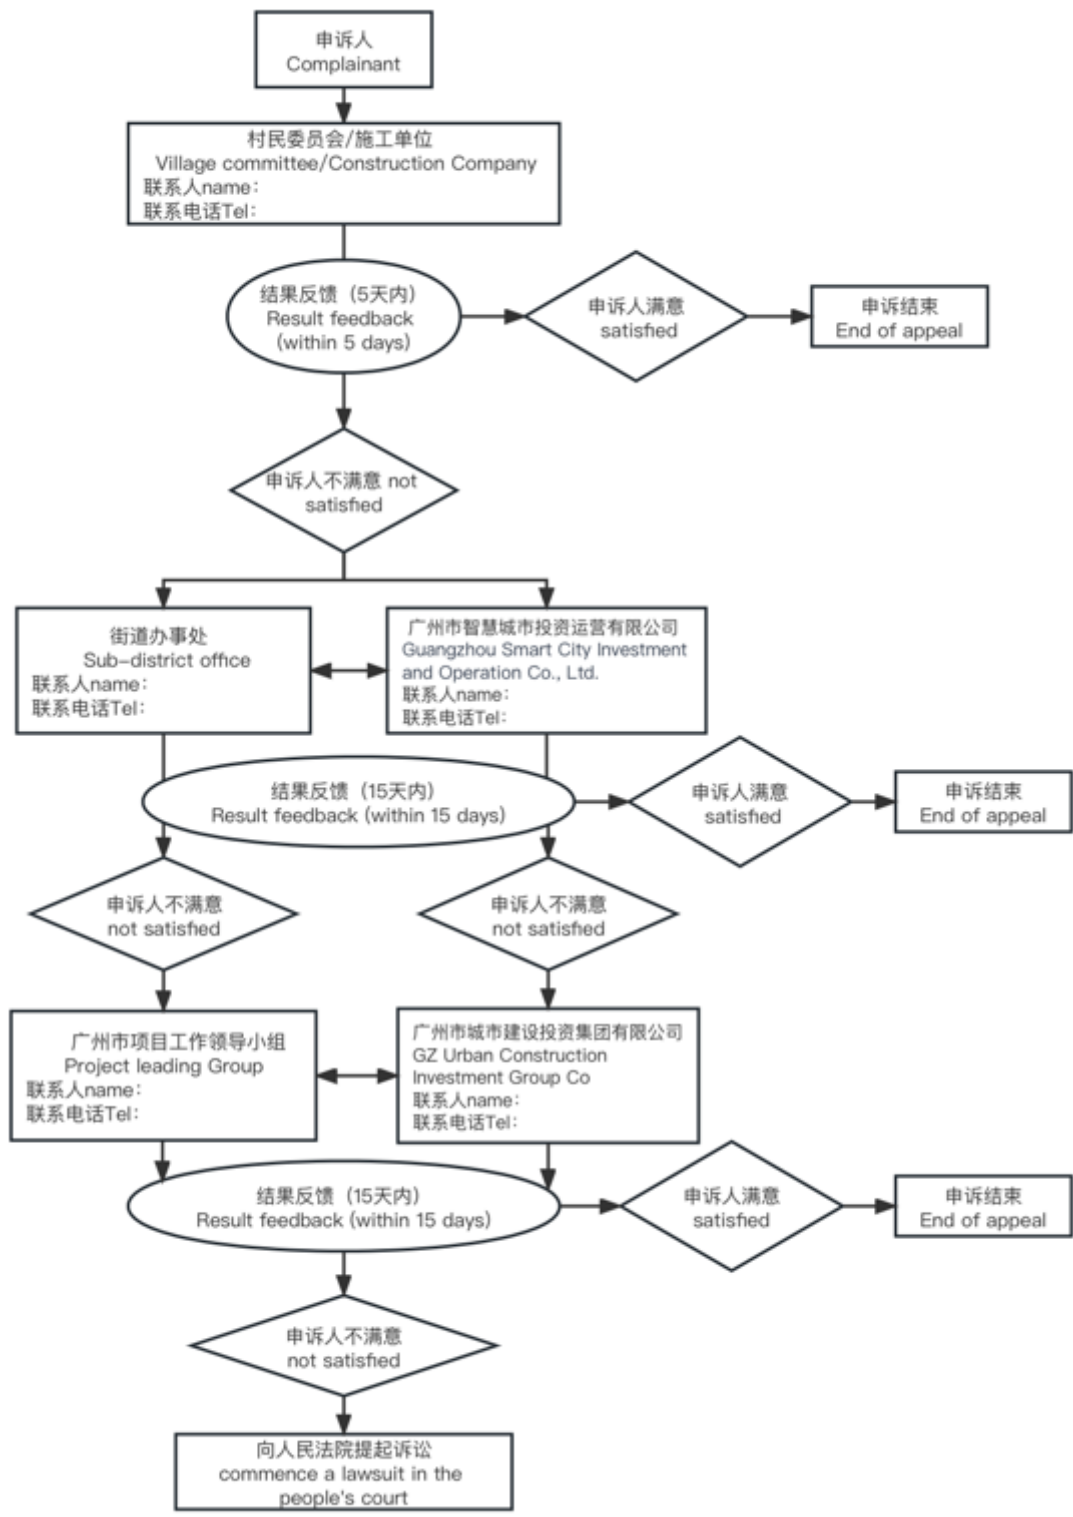 申诉人
Complainant
村民委员会/施工单位
Village committee/Construction Company
联系人name：
联系电话Tel：
结果反馈（5天内）
Result feedback
(within 5 days)
申诉人满意
satisfied
申诉结束
End of appeal
申诉人不满意 not
satisfied
街道办事处
Sub-district office
联系人name：
联系电话Tel：
广州市智慧城市投资运营有限公司
Guangzhou Smart City Investment
and Operation Co., Ltd.
联系人name：
联系电话Tel：
结果反馈（15天内）
Result feedback (within 15 days)
申诉人满意
satisfied
申诉结束
End of appeal
申诉人不满意
not satisfied
申诉人不满意
not satisfied
广州市项目工作领导小组
Project leading Group
联系人name：
联系电话Tel：
广州市城市建设投资集团有限公司
GZ Urban Construction
Investment Group Co
联系人name：
联系电话Tel：
结果反馈（15天内）
Result feedback (within 15 days)
申诉人满意
satisfied
申诉结束
End of appeal
申诉人不满意
not satisfied
向人民法院提起诉讼
commence a lawsuit in the
people's court